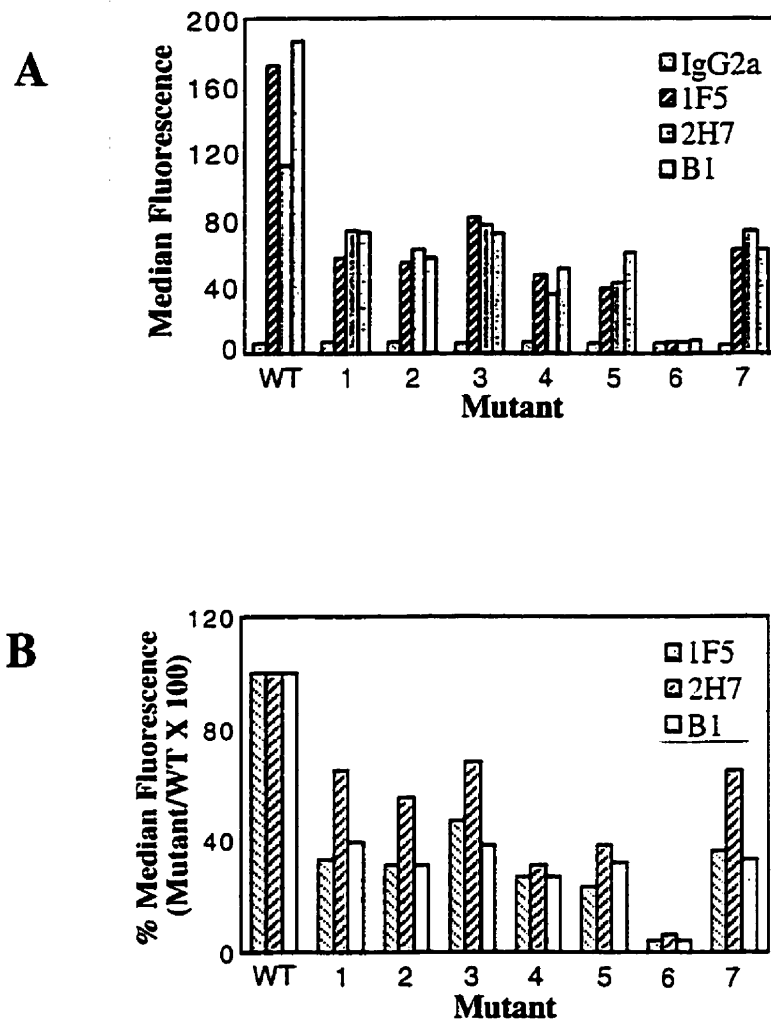 A
Median Fluorescence
200
160
120
80
40
0
IgG2a
1F5
2H7
B1
WT 1 2 3 4 5 6 7
Mutant
B
% Median Fluorescence
(Mutant/WT X 100)
120
80
40
0
1F5
2H7
B1
WT 1 2 3 4 5 6 7
Mutant